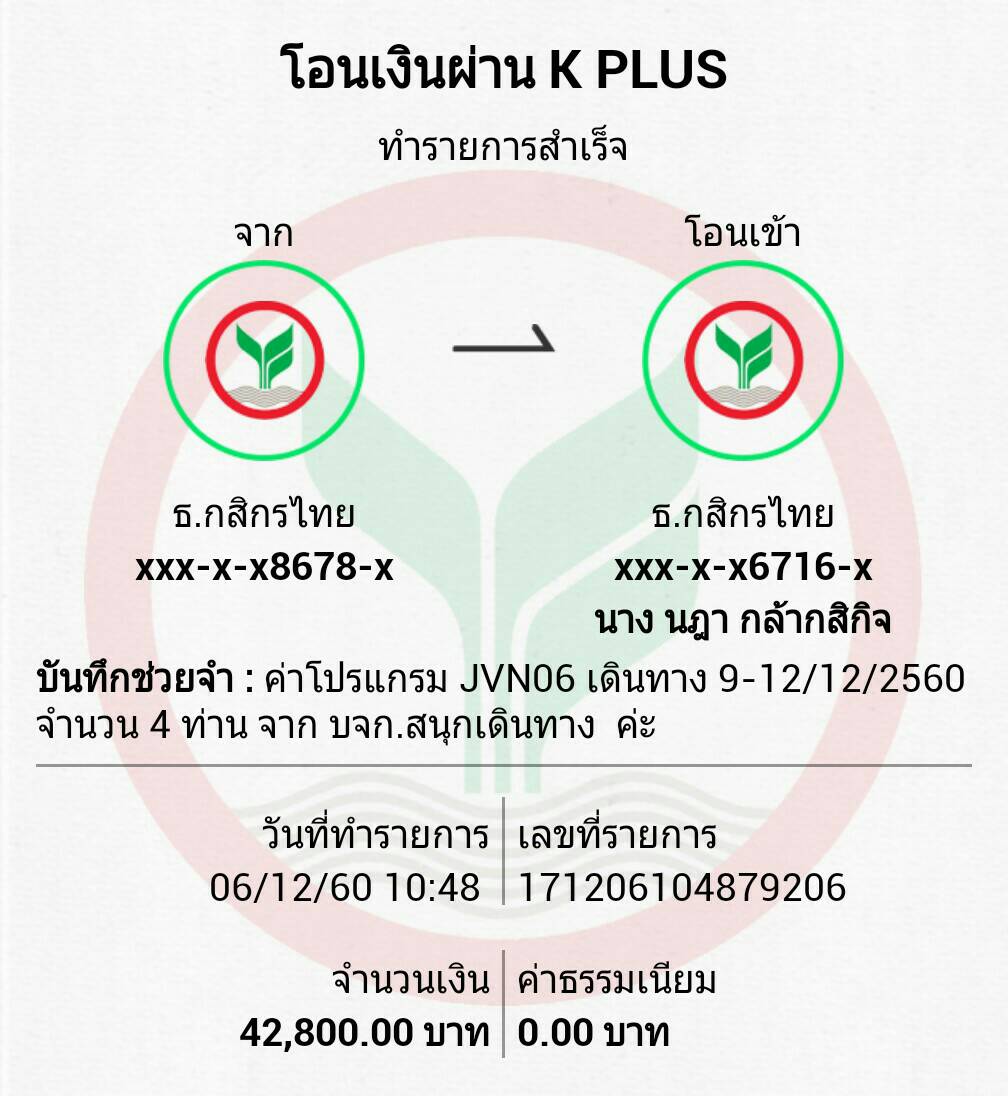 โอนเงินผ่าน K PLUS
ทำรายการสำเร็จ
จาก
โอนเข้า
ธ.กสิกรไทย
xxx-x-x8678-x
ธ.กสิกรไทย
xxx-x-x6716-x
นาง นฎา กล้ากสิกิจ
บันทึกช่วยจำ : ค่าโปรแกรม JVN06 เดินทาง 9-12/12/2560
จำนวน 4 ท่าน จาก บจก.สนุกเดินทาง ค่ะ
วันที่ทำรายการ
06/12/60 10:48
เลขที่รายการ
171206104879206
จำนวนเงิน
42,800.00 บาท
ค่าธรรมเนียม
0.00 บาท